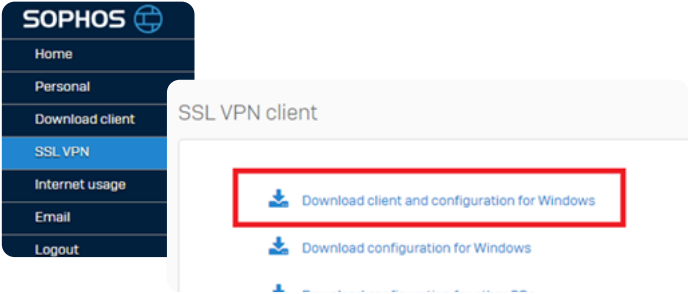 SOPHOS
Home
Personal
Download client
SSL VPN
Internet usage
Email
Logout
SSL VPN client
Download client and configuration for Windows
Download configuration for Windows